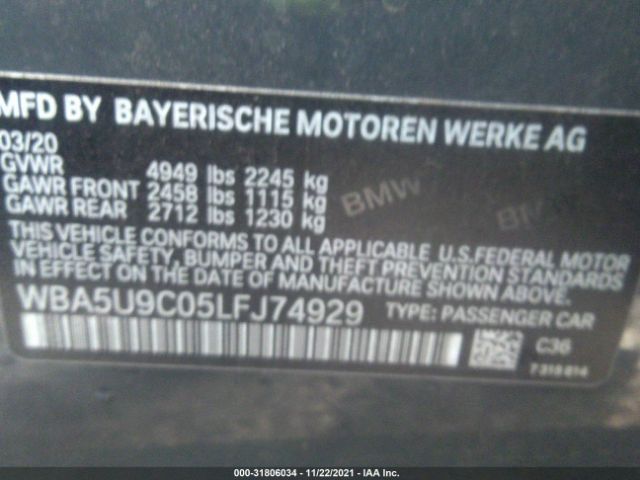 MFD BY BAYERISCHE MOTOREN WERKE AG
03/20
GVWR 4949 lbs 2245 kg
GAWR FRONT 2458 lbs 1115 kg
GAWR REAR 2712 lbs 1230 kg
BMW BMW
THIS VEHICLE CONFORMS TO ALL APPLICABLE U.S.FEDERAL MOTOR
VEHICLE SAFETY, BUMPER AND THEFT PREVENTION STANDARDS
IN EFFECT ON THE DATE OF MANUFACTURE SHOWN ABOVE.
WBA5U9C05LFJ74929 TYPE: PASSENGER CAR
C36
7319014
000-31806034 - 11/22/2021 - IAA Inc.